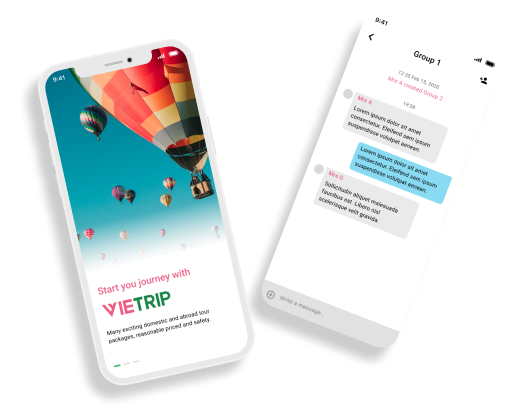 9:41
Start you journey with
VIETRIP
Many exciting domestic and abroad tour
packages, reasonable priced and safety.
9:41
Group 1
12:35 Feb 15, 2020
Mrs A created Group 2
16:58
Mrs A
Lorem ipsum dolor sit amet
consectetur. Eleifend sem ipsum
suspendisse volutpat aenean.
Lorem ipsum dolor sit amet
consectetur. Eleifend sem ipsum
suspendisse volutpat aenean.
Mrs G
Sollicitudin aliquet malesuada
faucibus est. Libero nisl
scelerisque velit gravida.
Write a message .